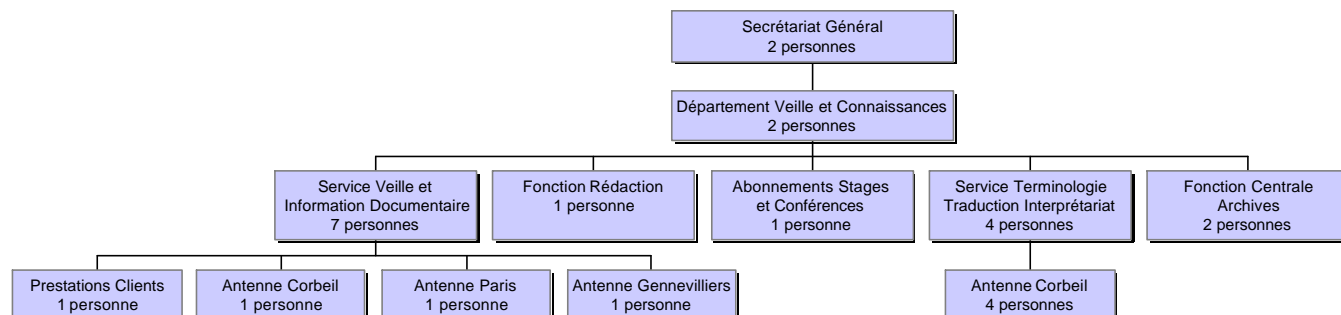 Secrétariat Général
2 personnes
Département Veille et Connaissances
2 personnes
Service Veille et
Information Documentaire
7 personnes
Fonction Rédaction
1 personne
Abonnements Stages
et Conférences
1 personne
Service Terminologie
Traduction Interprétariat
4 personnes
Fonction Centrale
Archives
2 personnes
Prestations Clients
1 personne
Antenne Corbeil
1 personne
Antenne Paris
1 personne
Antenne Gennevilliers
1 personne
Antenne Corbeil
4 personnes